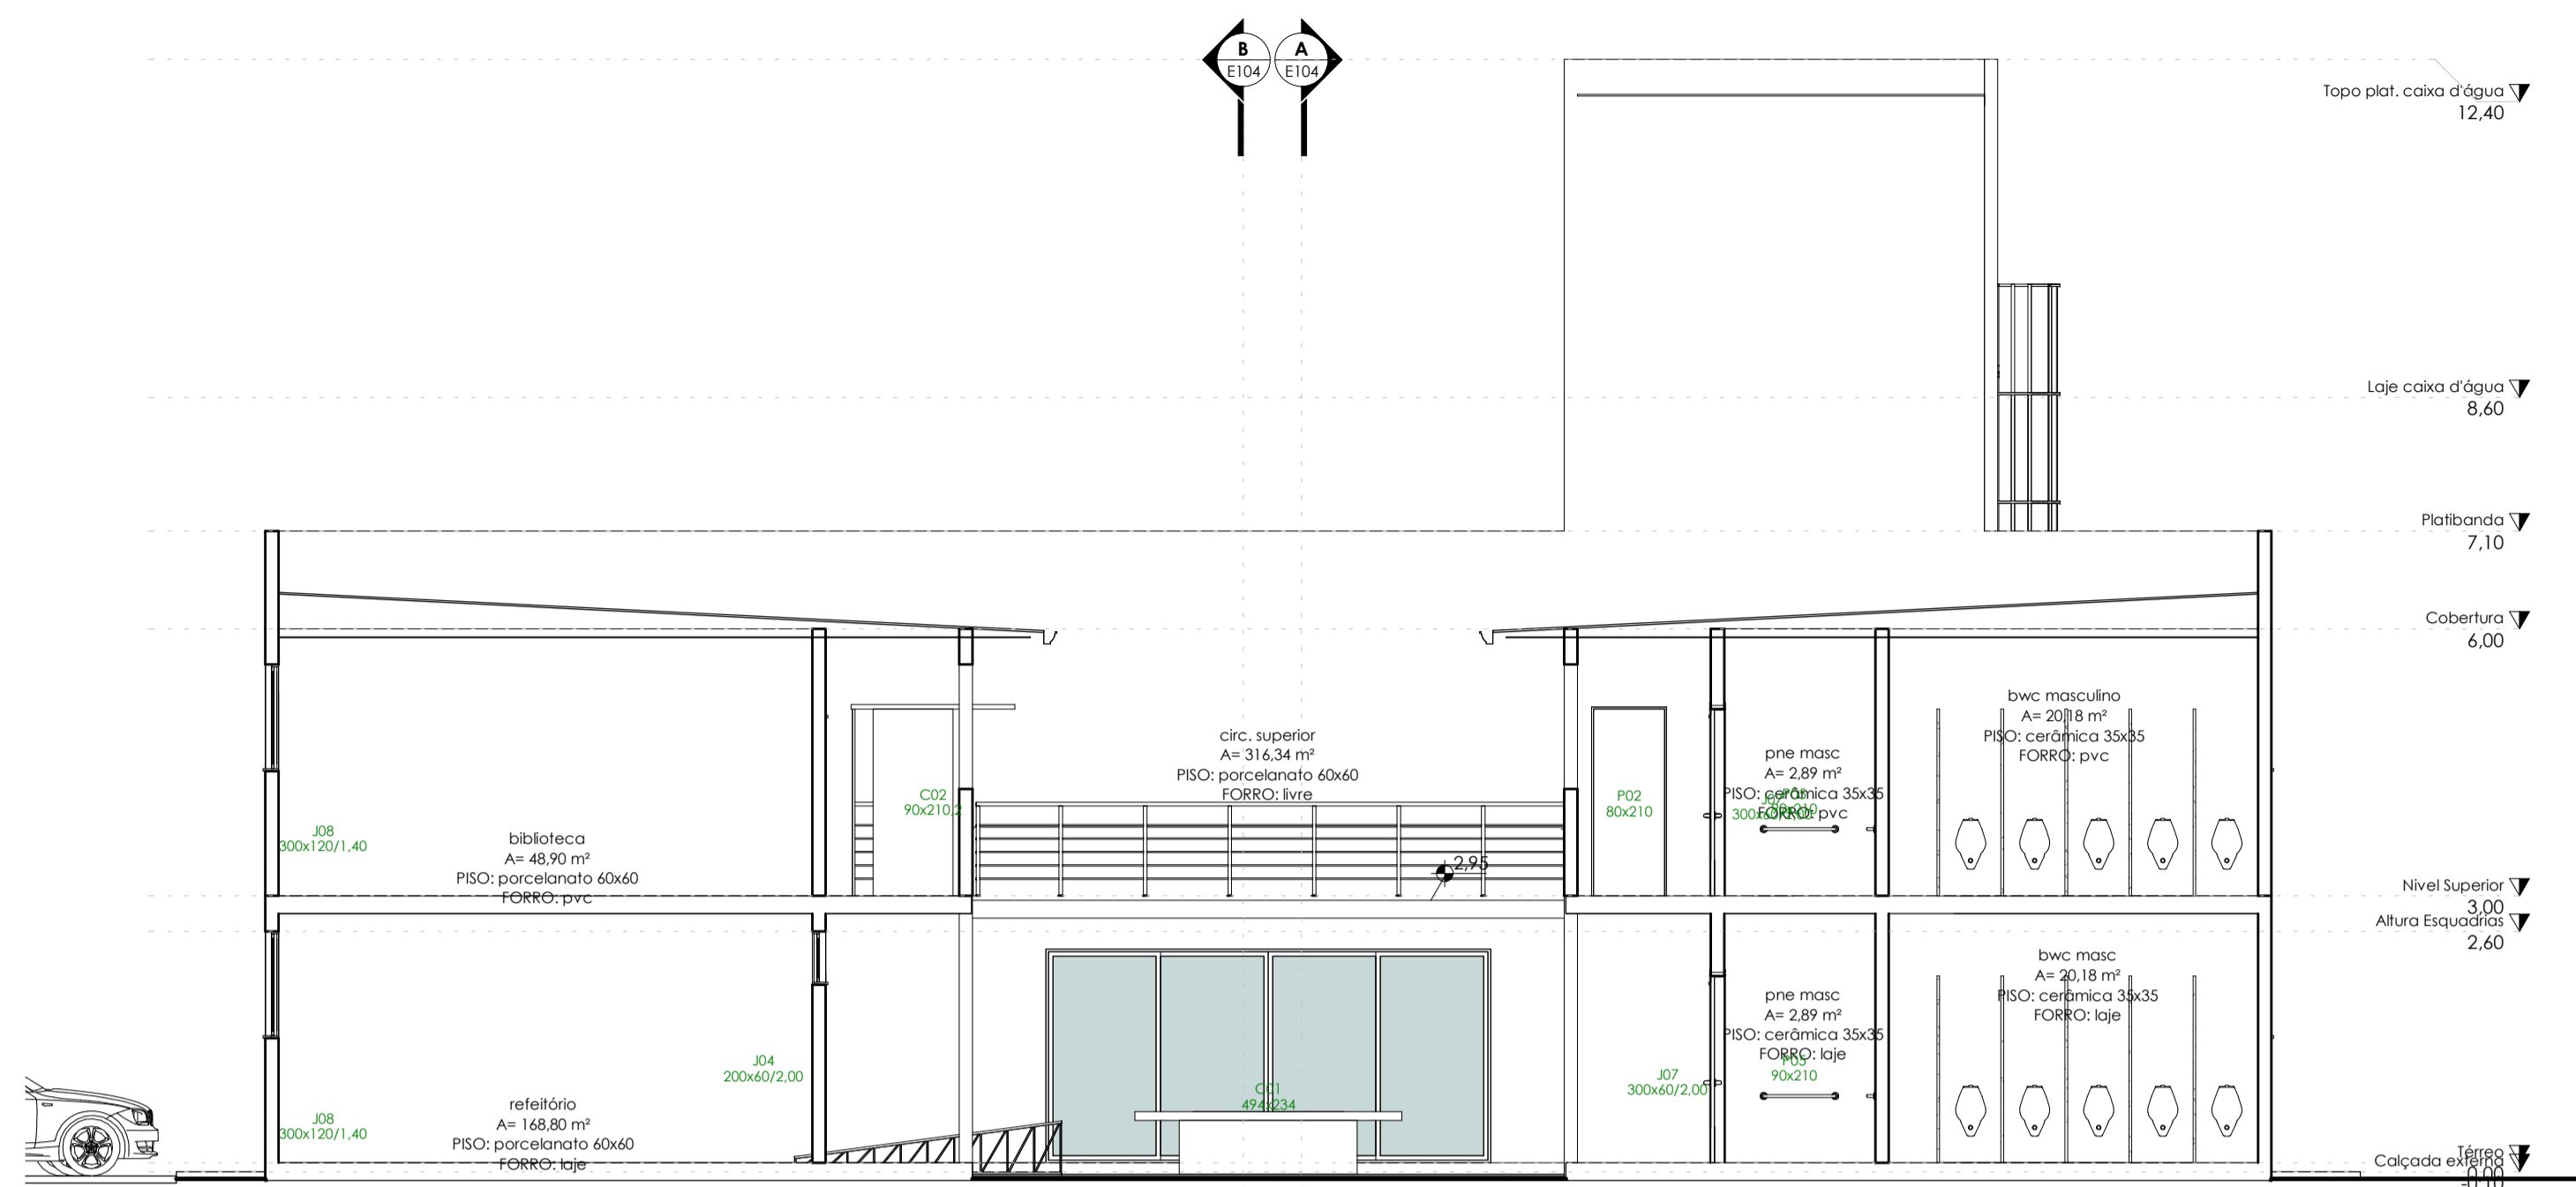 B
E104
A
E104
Topo plat. caixa d'água
12,40
Laje caixa d'água
8,60
Platibanda
7,10
Cobertura
6,00
bwc masculino
A= 20,18 m²
PISO: cerâmica 35x35
FORRO: pvc
circ. superior
A= 316,34 m²
PISO: porcelanato 60x60
FORRO: livre
pne masc
A= 2,89 m²
PISO: cerâmica 35x35
FORRO: pvc
C02
90x210,2
P02
80x210
J08
300x120/1,40
biblioteca
A= 48,90 m²
PISO: porcelanato 60x60
FORRO: pvc
2,95
Nivel Superior
3,00
Altura Esquadrias
2,60
bwc masc
A= 20,18 m²
PISO: cerâmica 35x35
FORRO: laje
pne masc
A= 2,89 m²
PISO: cerâmica 35x35
FORRO: laje
P05
90x210
J04
200x60/2,00
J07
300x60/2,00
C01
494x234
J08
300x120/1,40
refeitório
A= 168,80 m²
PISO: porcelanato 60x60
FORRO: laje
Térreo
Calçada externa
0,00